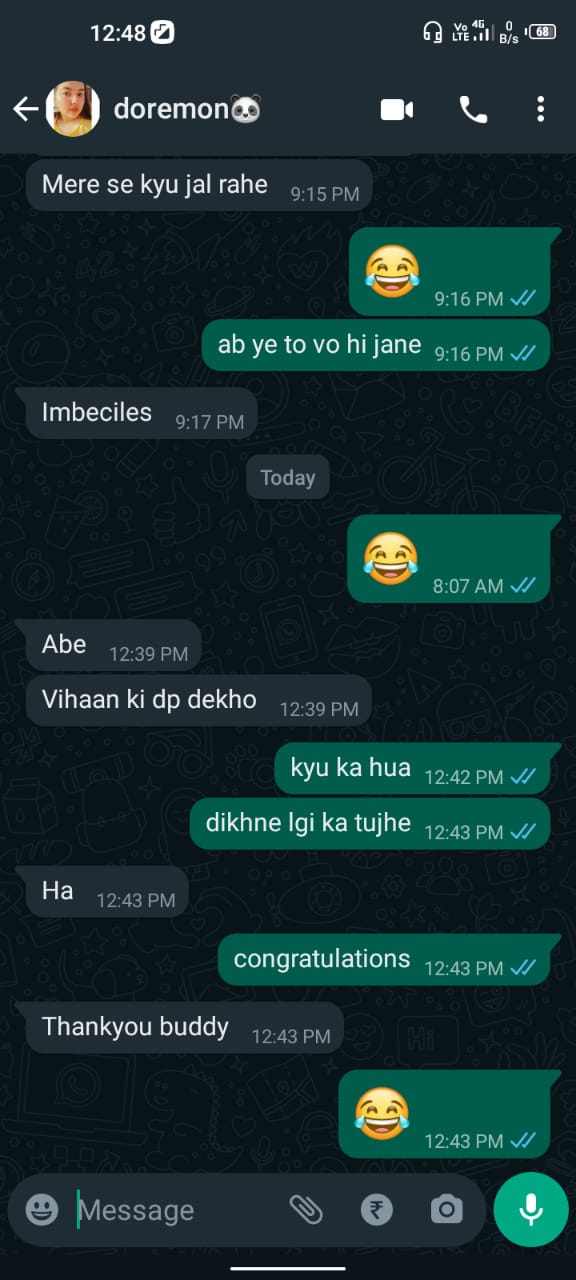 12:48
Vo LTE 4G 0 B/s 68
doremon🐼
Mere se kyu jal rahe 9:15 PM
😂 9:16 PM
ab ye to vo hi jane 9:16 PM
Imbeciles 9:17 PM
Today
😂 8:07 AM
Abe 12:39 PM
Vihaan ki dp dekho 12:39 PM
kyu ka hua 12:42 PM
dikhne lgi ka tujhe 12:43 PM
Ha 12:43 PM
congratulations 12:43 PM
Thankyou buddy 12:43 PM
😂 12:43 PM
Message ₹